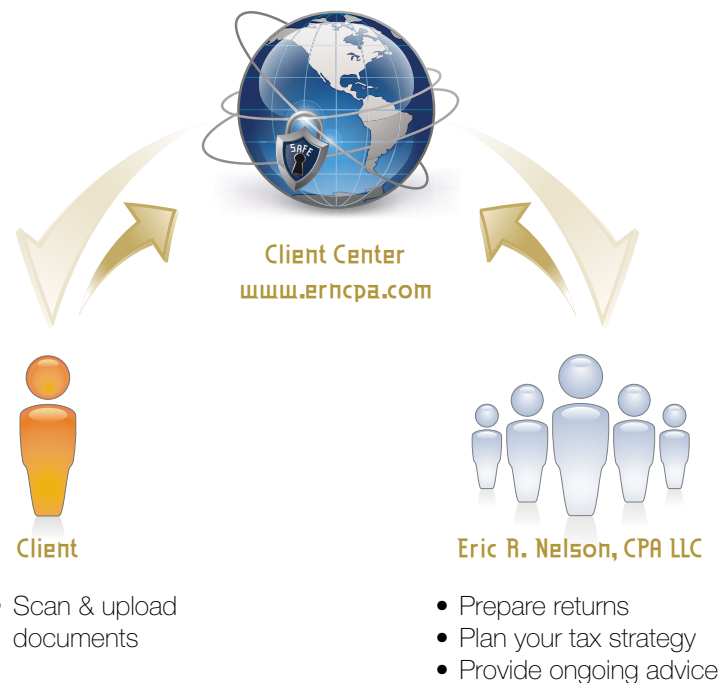 SAFE
Client Center
www.erncpa.com
Client
Eric R. Nelson, CPA LLC
• Scan & upload
documents
• Prepare returns
• Plan your tax strategy
• Provide ongoing advice